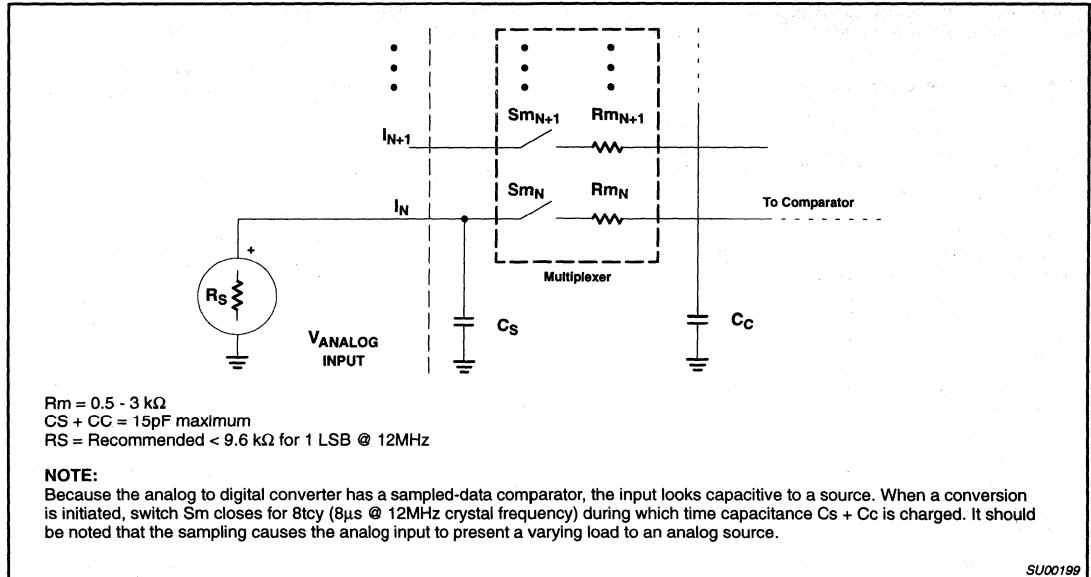 Sm_N+1 Rm_N+1
I_N+1
Sm_N Rm_N
I_N
To Comparator
Multiplexer
+
R_S
V_ANALOG
INPUT
C_S
C_C
Rm = 0.5 - 3 kΩ
CS + CC = 15pF maximum
RS = Recommended < 9.6 kΩ for 1 LSB @ 12MHz
NOTE:
Because the analog to digital converter has a sampled-data comparator, the input looks capacitive to a source. When a conversion
is initiated, switch Sm closes for 8tcy (8μs @ 12MHz crystal frequency) during which time capacitance Cs + Cc is charged. It should
be noted that the sampling causes the analog input to present a varying load to an analog source.
SU00199